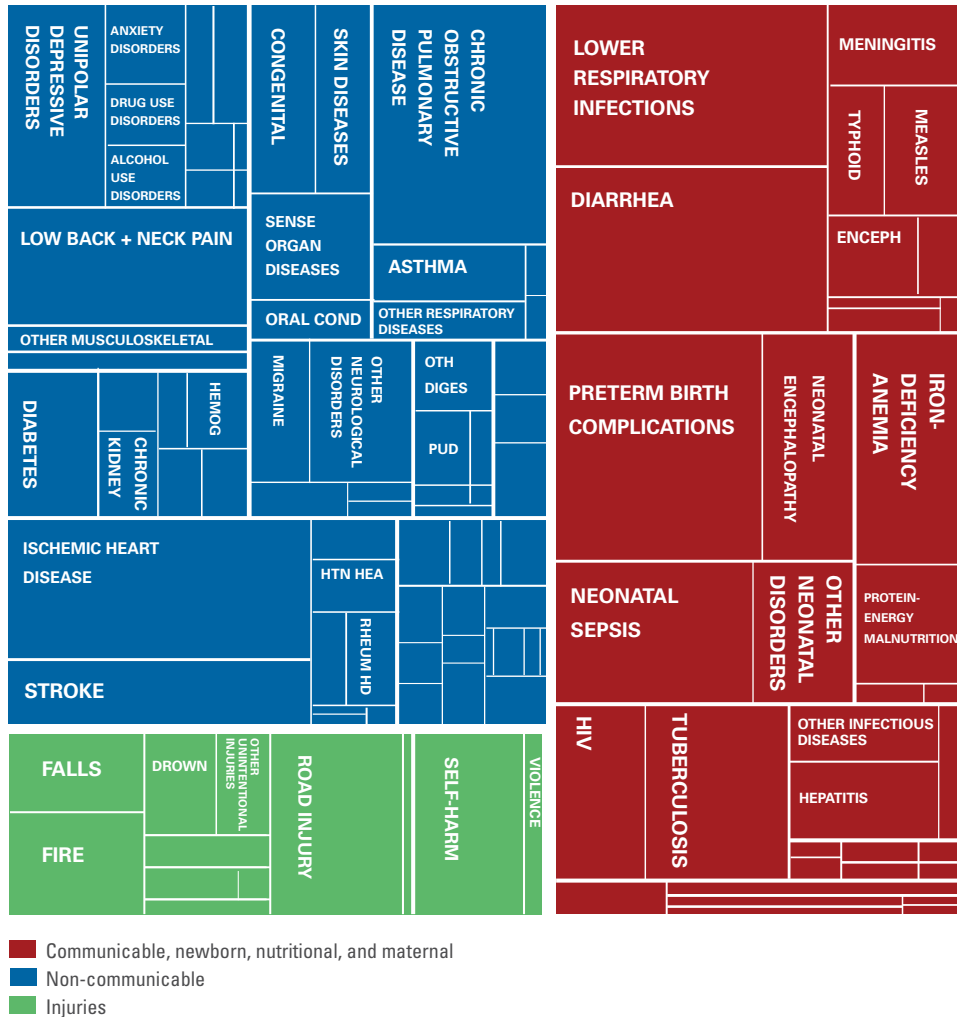 UNIPOLAR
DEPRESSIVE
DISORDERS
ANXIETY
DISORDERS
DRUG USE
DISORDERS
ALCOHOL
USE
DISORDERS
LOW BACK + NECK PAIN
OTHER MUSCULOSKELETAL
DIABETES
CHRONIC
KIDNEY
HEMOG
CONGENITAL
SKIN DISEASES
SENSE
ORGAN
DISEASES
ORAL COND
CHRONIC
OBSTRUCTIVE
PULMONARY
DISEASE
ASTHMA
OTHER RESPIRATORY
DISEASES
MIGRAINE
OTHER
NEUROLOGICAL
DISORDERS
OTH
DIGES
PUD
ISCHEMIC HEART
DISEASE
STROKE
HTN HEA
RHEUM HD
FALLS
FIRE
DROWN
OTHER
UNINTENTIONAL
INJURIES
ROAD INJURY
SELF-HARM
VIOLENCE
LOWER
RESPIRATORY
INFECTIONS
DIARRHEA
MENINGITIS
TYPHOID
MEASLES
ENCEPH
PRETERM BIRTH
COMPLICATIONS
NEONATAL
ENCEPHALOPATHY
IRON-
DEFICIENCY
ANEMIA
NEONATAL
SEPSIS
OTHER
NEONATAL
DISORDERS
PROTEIN-
ENERGY
MALNUTRITION
HIV
TUBERCULOSIS
OTHER INFECTIOUS
DISEASES
HEPATITIS
Communicable, newborn, nutritional, and maternal
Non-communicable
Injuries